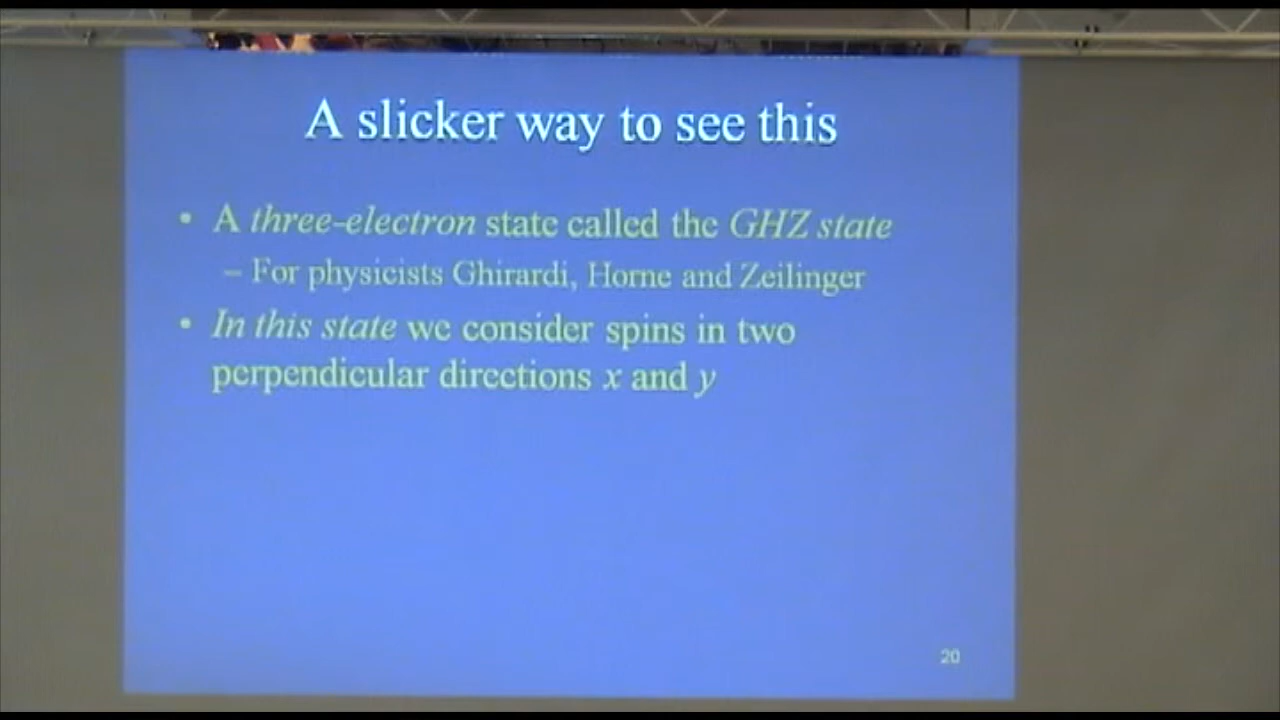 A slicker way to see this
• A three-electron state called the GHZ state
– For physicists Ghirardi, Horne and Zeilinger
• In this state we consider spins in two
perpendicular directions x and y
20